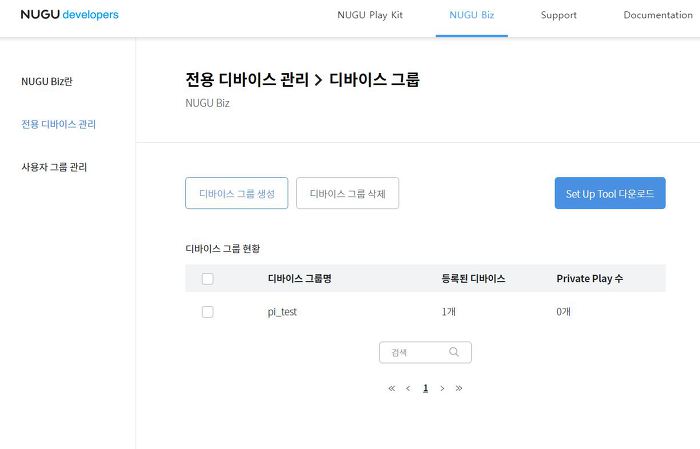 NUGU developers
NUGU Play Kit NUGU Biz Support Documentation
NUGU Biz란
전용 디바이스 관리
사용자 그룹 관리
전용 디바이스 관리 > 디바이스 그룹
NUGU Biz
디바이스 그룹 생성 디바이스 그룹 삭제 Set Up Tool 다운로드
디바이스 그룹 현황
디바이스 그룹명 등록된 디바이스 Private Play 수
pi_test 1개 0개
검색
« ‹ 1 › »